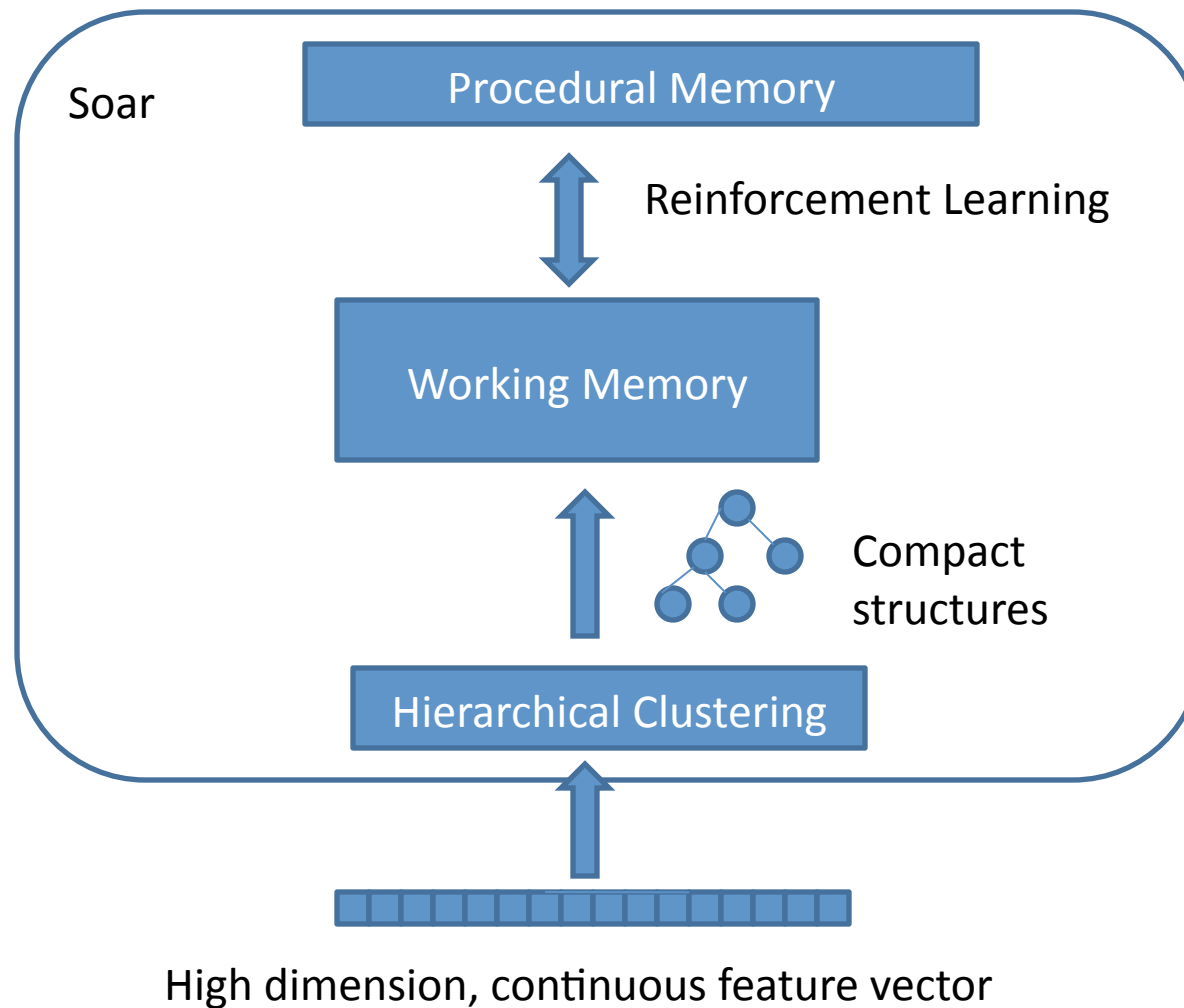 Procedural Memory
Soar
Reinforcement Learning
Working Memory
Compact
structures
Hierarchical Clustering
High dimension, continuous feature vector